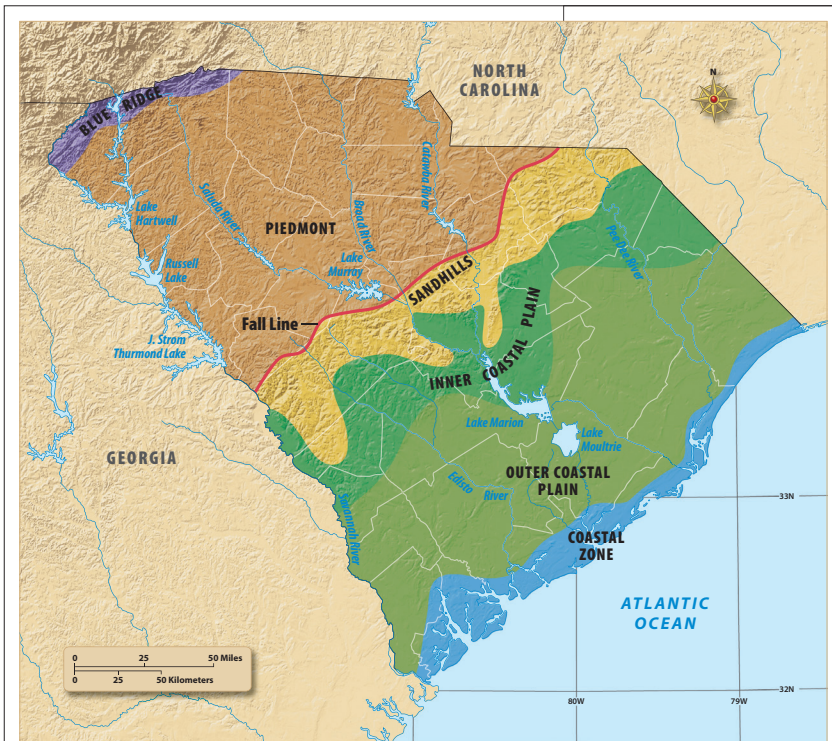 N
NORTH
CAROLINA
BLUE RIDGE
Catawba River
Saluda River
Broad River
Lake
Hartwell
PIEDMONT
Pee Dee River
Russell
Lake
Lake
Murray
SANDHILLS
Fall Line
J. Strom
Thurmond Lake
INNER COASTAL PLAIN
Lake Marion
Lake
Moultrie
GEORGIA
OUTER COASTAL
PLAIN
Edisto
River
Savannah River
33N
COASTAL
ZONE
ATLANTIC
OCEAN
0 25 50 Miles
0 25 50 Kilometers
32N
80W
79W